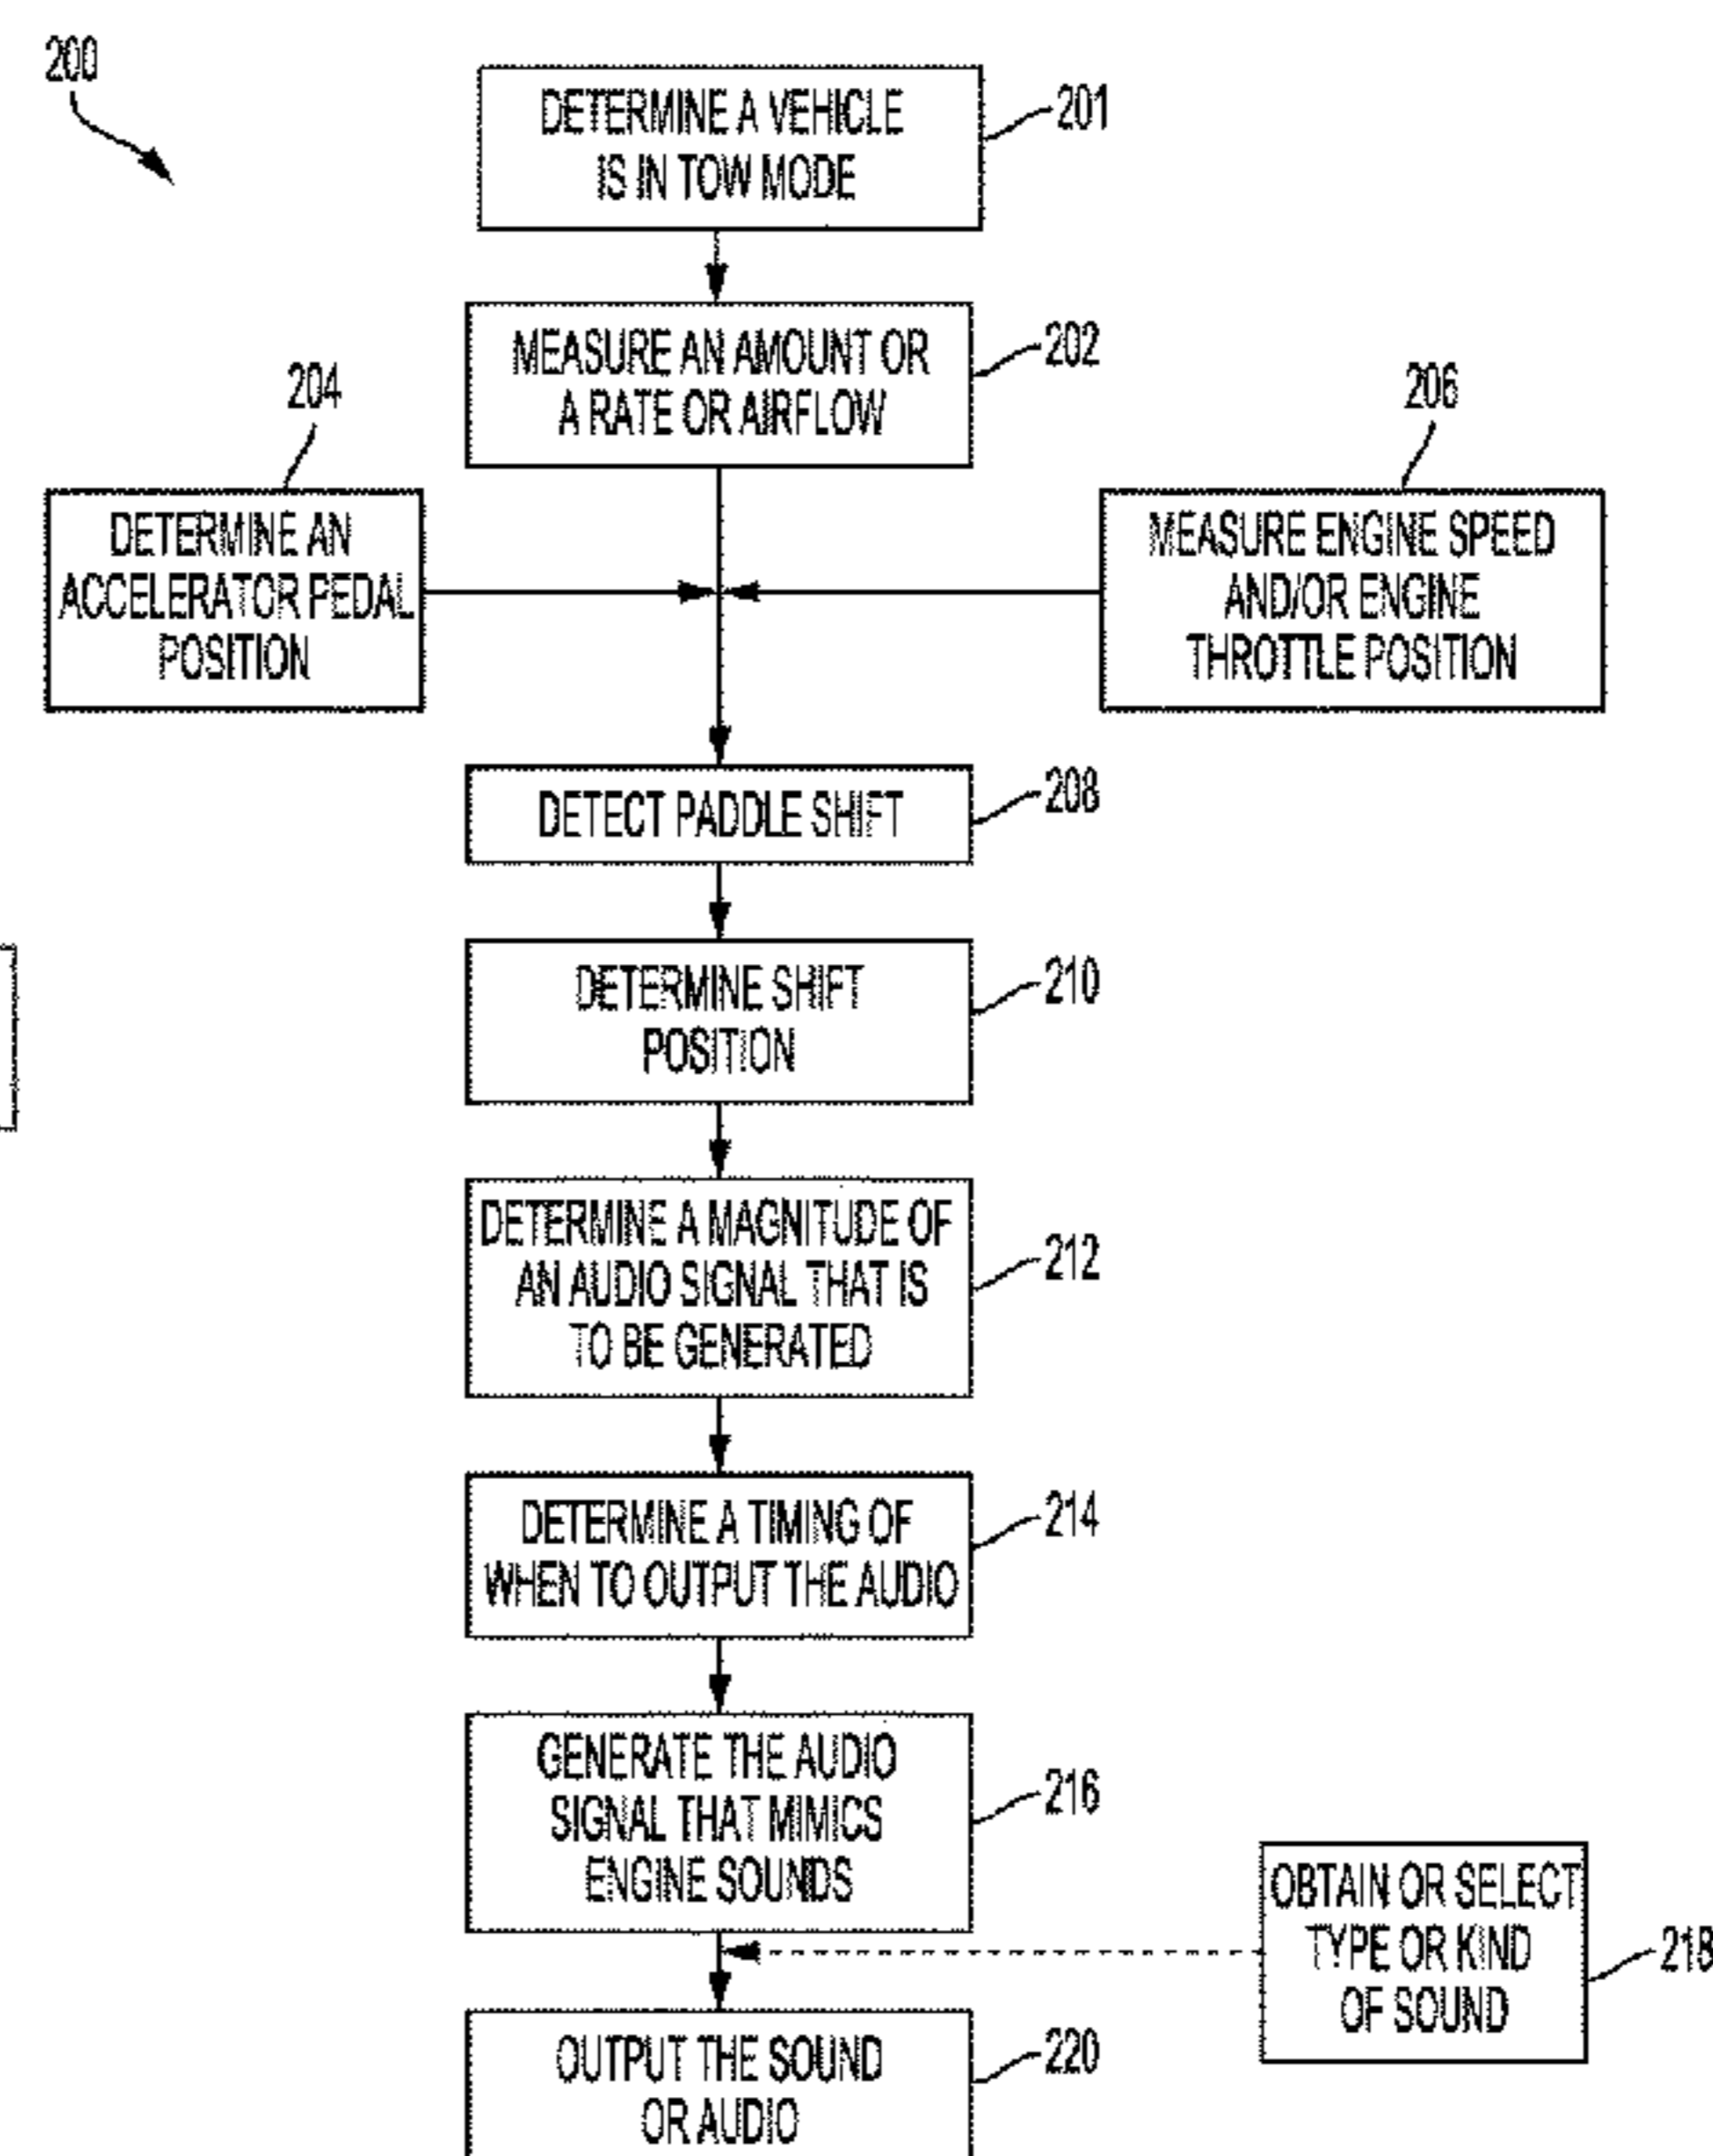 200
DETERMINE A VEHICLE
IS IN TOW MODE
201
MEASURE AN AMOUNT OR
A RATE OR AIRFLOW
202
204
DETERMINE AN
ACCELERATOR PEDAL
POSITION
206
MEASURE ENGINE SPEED
AND/OR ENGINE
THROTTLE POSITION
DETECT PADDLE SHIFT
208
DETERMINE SHIFT
POSITION
210
DETERMINE A MAGNITUDE OF
AN AUDIO SIGNAL THAT IS
TO BE GENERATED
212
DETERMINE A TIMING OF
WHEN TO OUTPUT THE AUDIO
214
GENERATE THE AUDIO
SIGNAL THAT MIMICS
ENGINE SOUNDS
216
OBTAIN OR SELECT
TYPE OR KIND
OF SOUND
218
OUTPUT THE SOUND
OR AUDIO
220